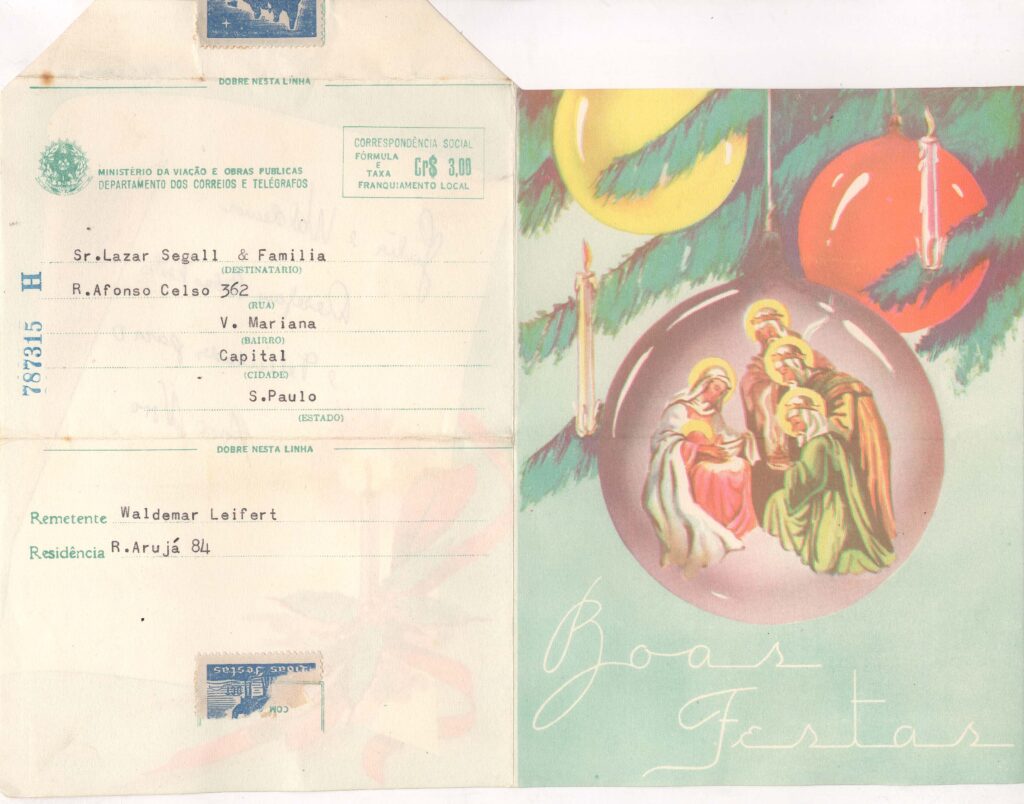 DOBRE NESTA LINHA
MINISTÉRIO DA VIAÇÃO E OBRAS PUBLICAS
DEPARTAMENTO DOS CORREIOS E TELÉGRAFOS
CORRESPONDÊNCIA SOCIAL
FÓRMULA
E
TAXA
Cr$ 3,00
FRANQUIAMENTO LOCAL
787315 H
Sr.Lazar Segall & Familia
(DESTINATARIO)
R.Afonso Celso 362
(RUA)
V. Mariana
(BAIRRO)
Capital
(CIDADE)
S.Paulo
(ESTADO)
DOBRE NESTA LINHA
Remetente Waldemar Leifert
Residência R.Arujá 84
COM
Boas
Festas